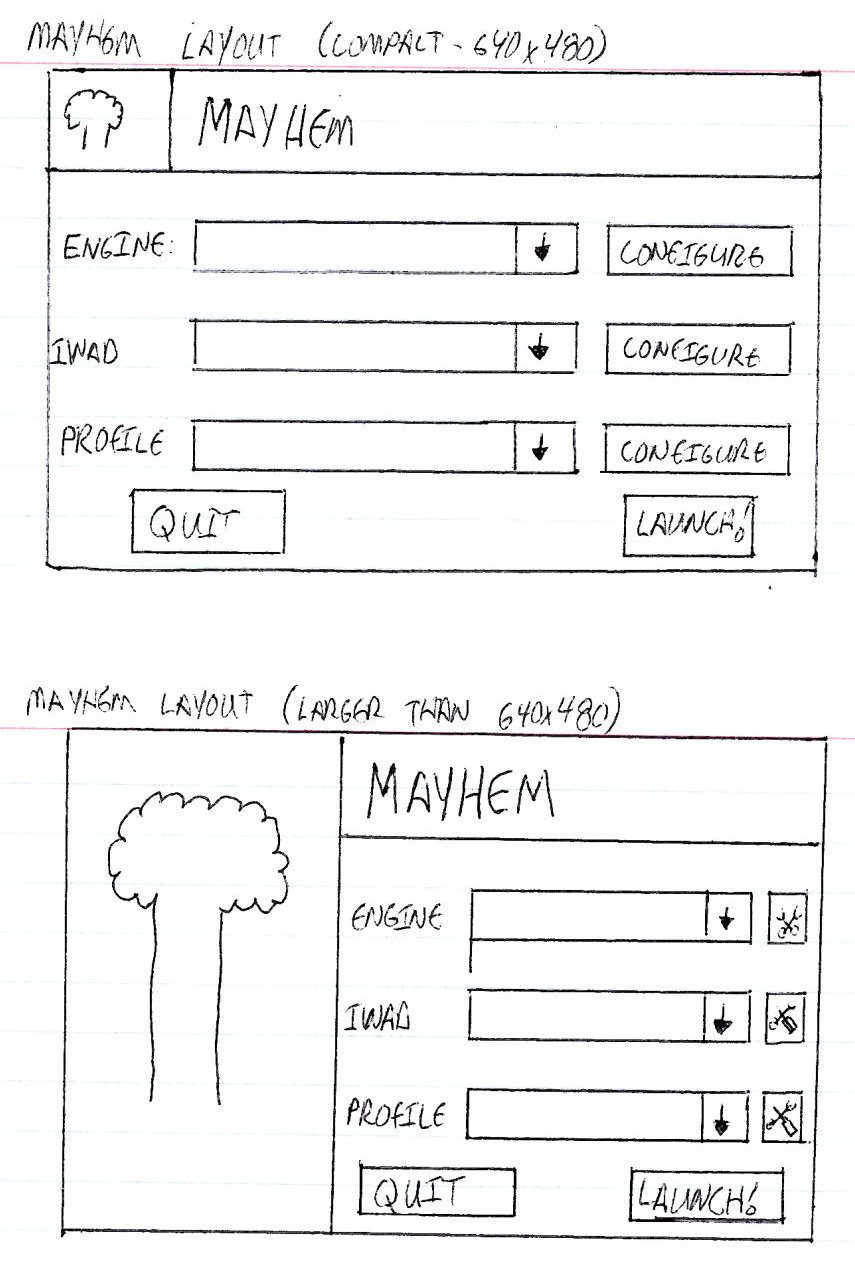 MAYHEM LAYOUT (COMPACT - 640x480)
MAYHEM
ENGINE: CONFIGURE
IWAD CONFIGURE
PROFILE CONFIGURE
QUIT LAUNCH!
MAYHEM LAYOUT (LARGER THAN 640x480)
MAYHEM
ENGINE
IWAD
PROFILE
QUIT LAUNCH!